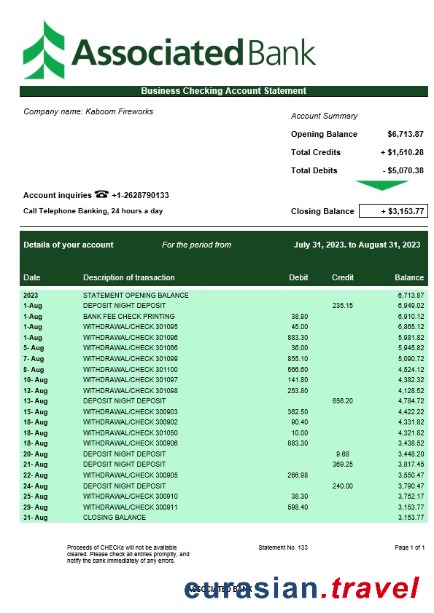 Associated Bank
Business Checking Account Statement
Company name: Kaboom Fireworks
Account Summary
Opening Balance $6,713.87
Total Credits + $1,510.28
Total Debits - $5,070.38
Account inquiries ☎ +1-2628790133
Call Telephone Banking, 24 hours a day
Closing Balance + $3,153.77
Details of your account For the period from July 31, 2023. to August 31, 2023
Date Description of transaction Debit Credit Balance
2023 STATEMENT OPENING BALANCE 6,713.87
1-Aug DEPOSIT NIGHT DEPOSIT 235.15 6,949.02
1-Aug BANK FEE CHECK PRINTING 38.90 6,910.12
1-Aug WITHDRAWAL/CHECK 301095 45.00 6,865.12
1-Aug WITHDRAWAL/CHECK 301096 883.30 5,981.82
5- Aug WITHDRAWAL/CHECK 301066 36.00 5,945.82
7- Aug WITHDRAWAL/CHECK 301099 855.10 5,090.72
8- Aug WITHDRAWAL/CHECK 301100 566.60 4,524.12
10- Aug WITHDRAWAL/CHECK 301097 141.80 4,382.32
12- Aug WITHDRAWAL/CHECK 301098 253.80 4,128.52
13- Aug DEPOSIT NIGHT DEPOSIT 656.20 4,784.72
15- Aug WITHDRAWAL/CHECK 300903 362.50 4,422.22
18- Aug WITHDRAWAL/CHECK 300902 90.40 4,331.82
18- Aug WITHDRAWAL/CHECK 301050 10.00 4,321.82
18- Aug WITHDRAWAL/CHECK 300906 883.30 3,438.52
20- Aug DEPOSIT NIGHT DEPOSIT 9.68 3,448.20
21- Aug DEPOSIT NIGHT DEPOSIT 369.25 3,817.45
22- Aug WITHDRAWAL/CHECK 300905 266.98 3,550.47
24- Aug DEPOSIT NIGHT DEPOSIT 240.00 3,790.47
25- Aug WITHDRAWAL/CHECK 300910 38.30 3,752.17
29- Aug WITHDRAWAL/CHECK 300911 598.40 3,153.77
31- Aug CLOSING BALANCE 3,153.77
Proceeds of CHECKs will not be available
cleared. Please check all entries promptly, and
notify the bank immediately of any errors.
Statement No. 133
Page 1 of 1
ASSOCIATED BANK
eurasian.travel